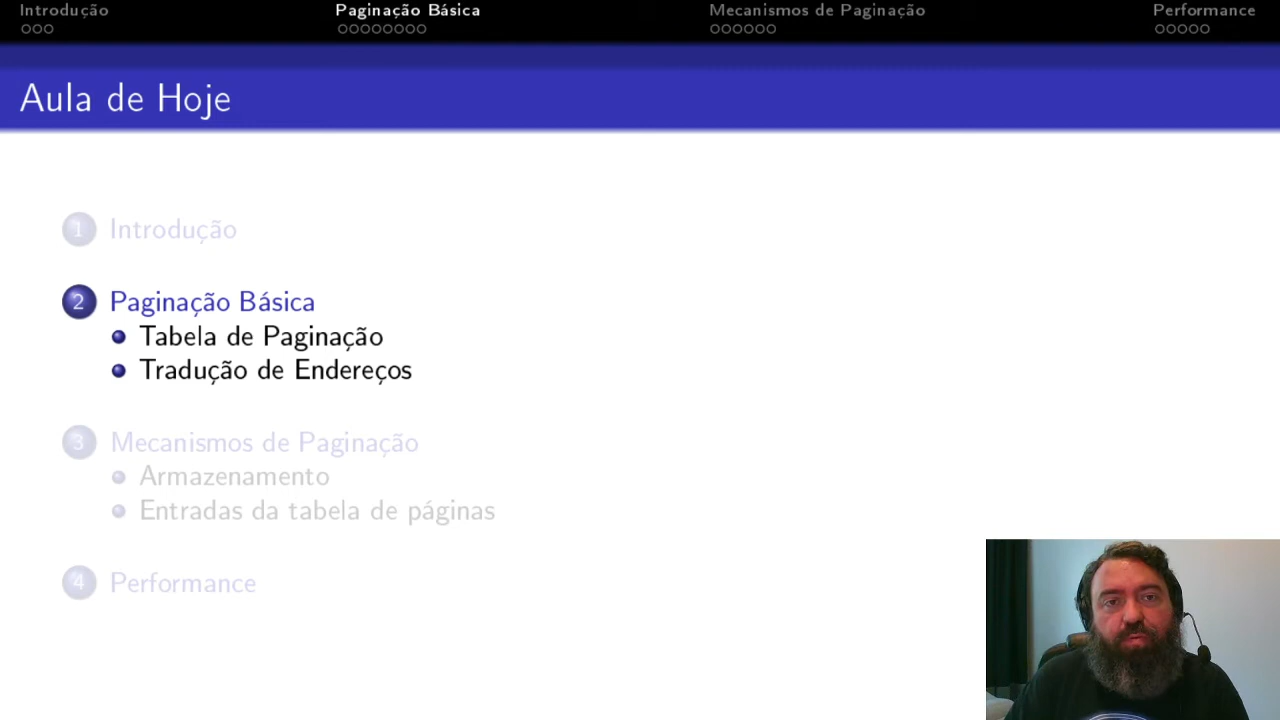 Introdução
Paginação Básica
Mecanismos de Paginação
Performance
Aula de Hoje
1 Introdução
2 Paginação Básica
Tabela de Paginação
Tradução de Endereços
3 Mecanismos de Paginação
Armazenamento
Entradas da tabela de páginas
4 Performance